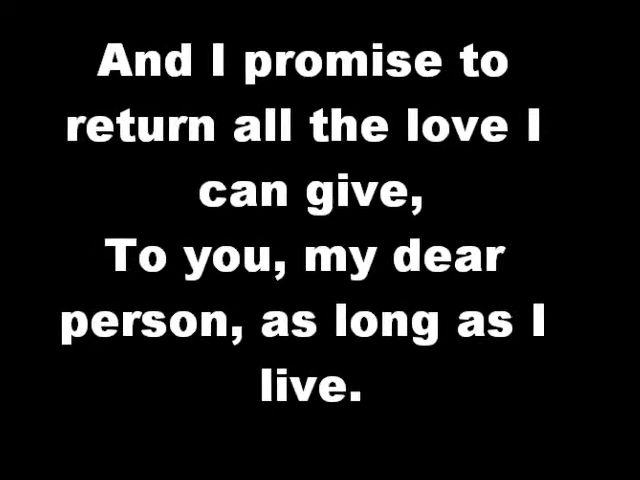 And I promise to
return all the love I
can give,
To you, my dear
person, as long as I
live.